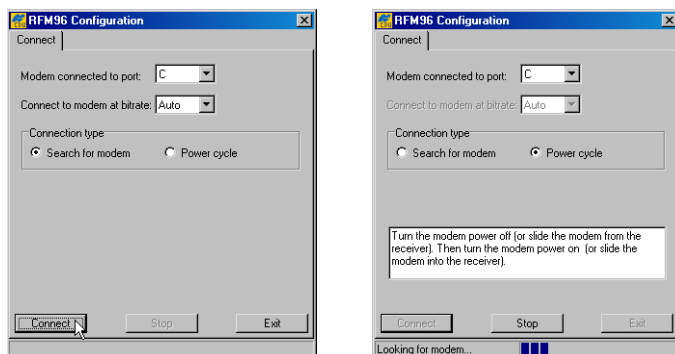 RFM96 Configuration
Connect
Modem connected to port: C
Connect to modem at bitrate: Auto
Connection type
Search for modem Power cycle
Connect Stop Exit
RFM96 Configuration
Connect
Modem connected to port: C
Connect to modem at bitrate: Auto
Connection type
Search for modem Power cycle
Turn the modem power off (or slide the modem from the
receiver). Then turn the modem power on (or slide the
modem into the receiver).
Connect Stop Exit
Looking for modem...